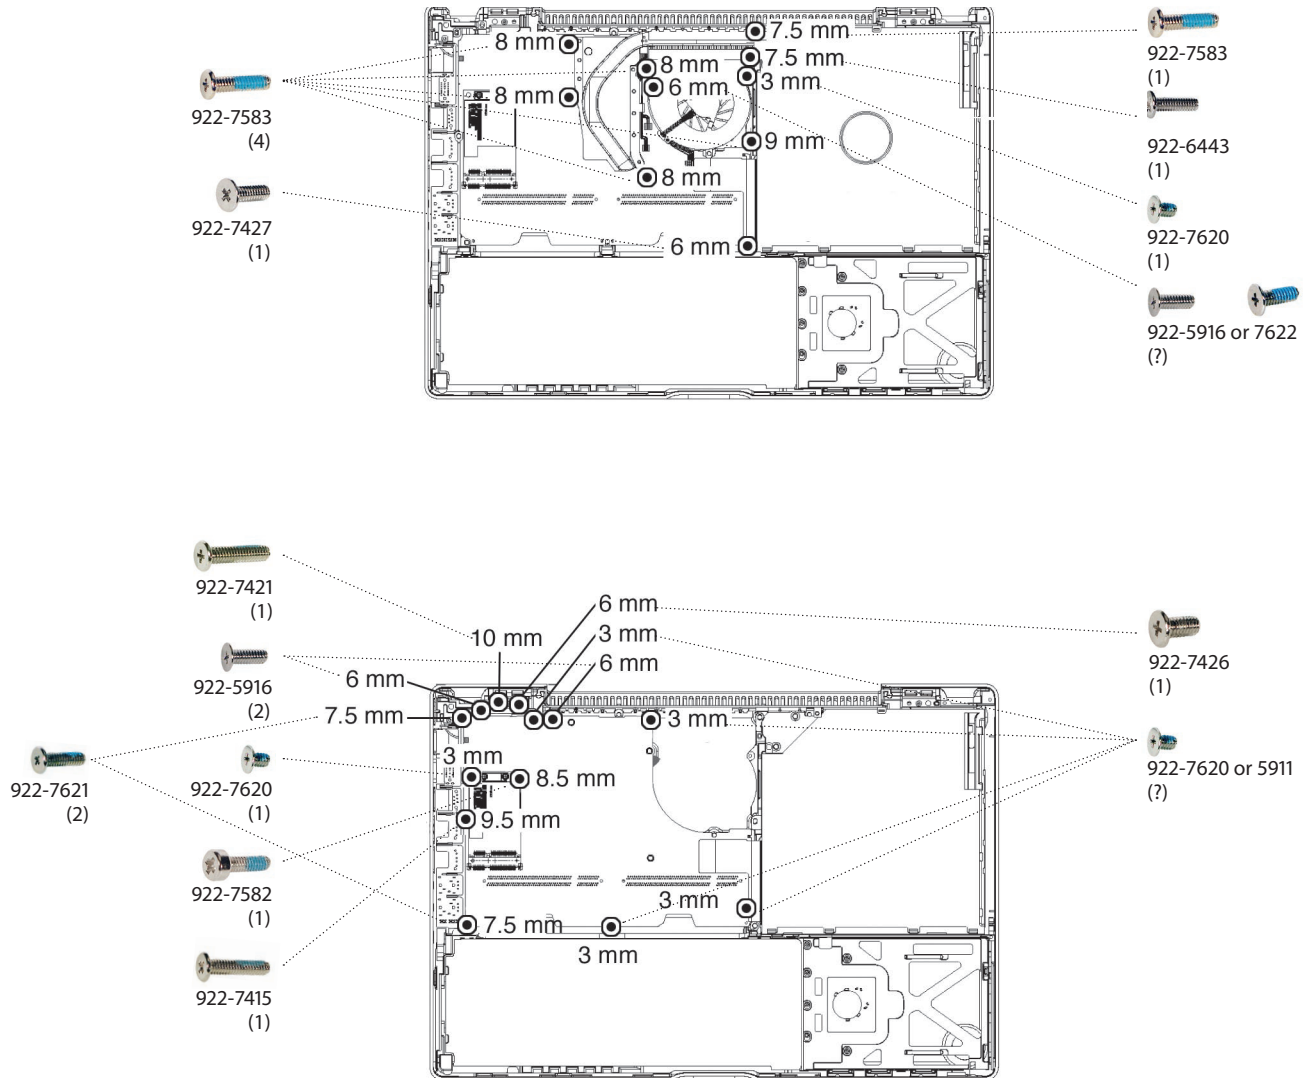 8 mm
7.5 mm
7.5 mm
8 mm
3 mm
6 mm
8 mm
9 mm
8 mm
6 mm
922-7583
(4)
922-7427
(1)
922-7583
(1)
922-6443
(1)
922-7620
(1)
922-5916 or 7622
(?)
922-7421
(1)
922-5916
(2)
922-7621
(2)
922-7620
(1)
922-7582
(1)
922-7415
(1)
6 mm
3 mm
10 mm
6 mm
6 mm
7.5 mm
3 mm
3 mm
8.5 mm
9.5 mm
3 mm
7.5 mm
3 mm
922-7426
(1)
922-7620 or 5911
(?)